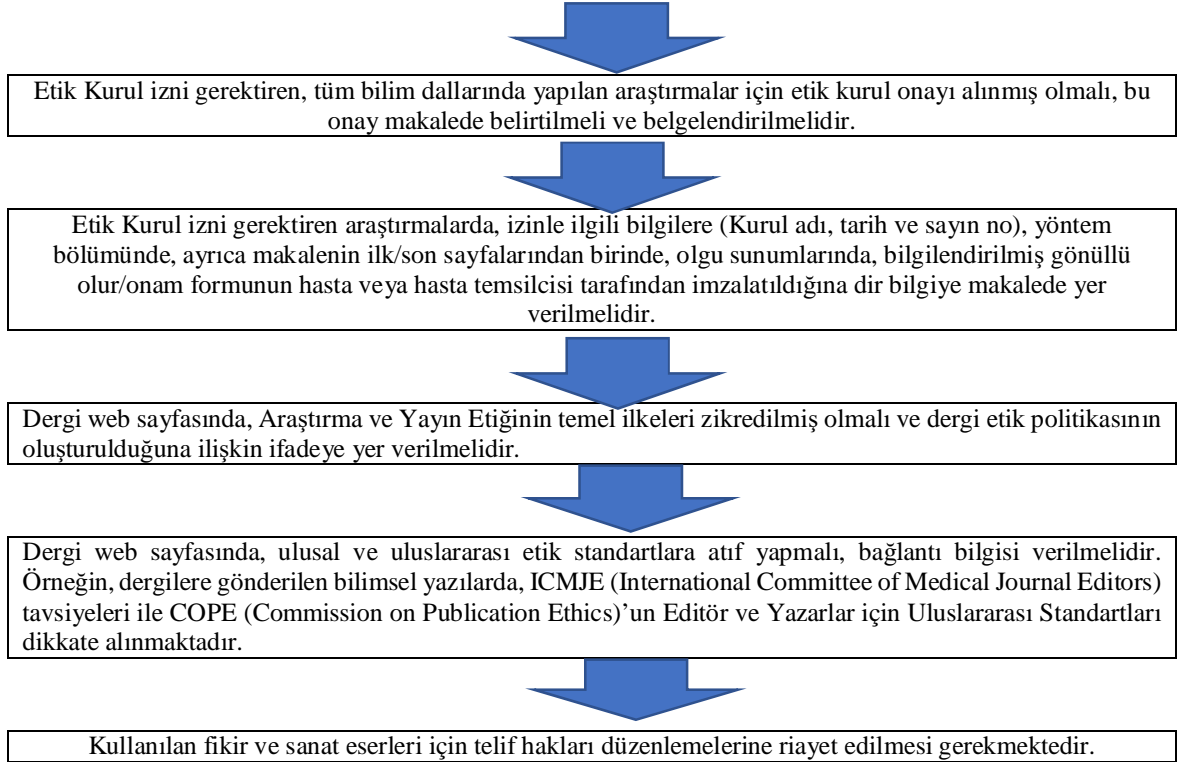 Etik Kurul izni gerektiren, tüm bilim dallarında yapılan araştırmalar için etik kurul onayı alınmış olmalı, bu
onay makalede belirtilmeli ve belgelendirilmelidir.
Etik Kurul izni gerektiren araştırmalarda, izinle ilgili bilgilere (Kurul adı, tarih ve sayın no), yöntem
bölümünde, ayrıca makalenin ilk/son sayfalarından birinde, olgu sunumlarında, bilgilendirilmiş gönüllü
olur/onam formunun hasta veya hasta temsilcisi tarafından imzalatıldığına dir bilgiye makalede yer
verilmelidir.
Dergi web sayfasında, Araştırma ve Yayın Etiğinin temel ilkeleri zikredilmiş olmalı ve dergi etik politikasının
oluşturulduğuna ilişkin ifadeye yer verilmelidir.
Dergi web sayfasında, ulusal ve uluslararası etik standartlara atıf yapmalı, bağlantı bilgisi verilmelidir.
Örneğin, dergilere gönderilen bilimsel yazılarda, ICMJE (International Committee of Medical Journal Editors)
tavsiyeleri ile COPE (Commission on Publication Ethics)’un Editör ve Yazarlar için Uluslararası Standartları
dikkate alınmaktadır.
Kullanılan fikir ve sanat eserleri için telif hakları düzenlemelerine riayet edilmesi gerekmektedir.